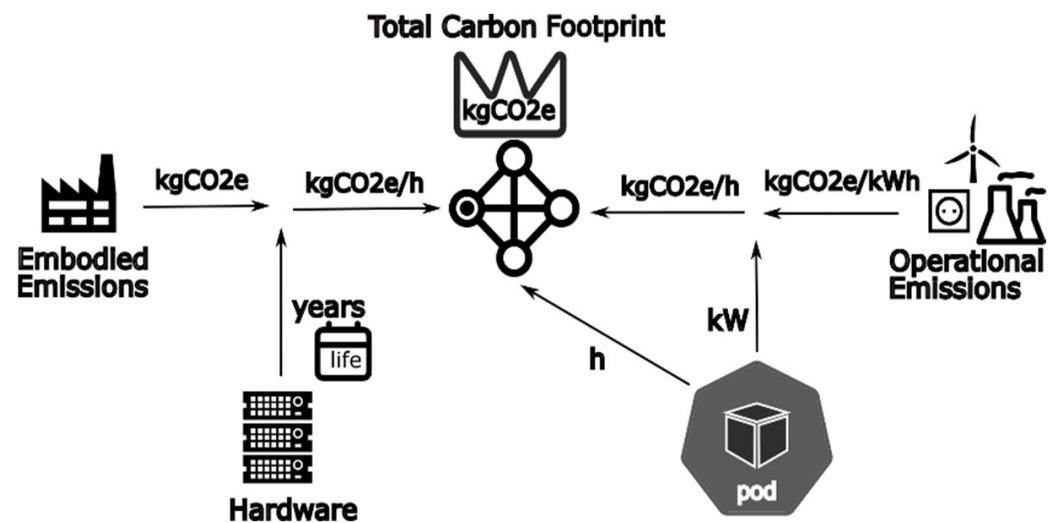 Total Carbon Footprint
kgCO2e
kgCO2e
kgCO2e/h
kgCO2e/h
kgCO2e/kWh
Embodied
Emissions
Operational
Emissions
years
life
kW
h
Hardware
pod